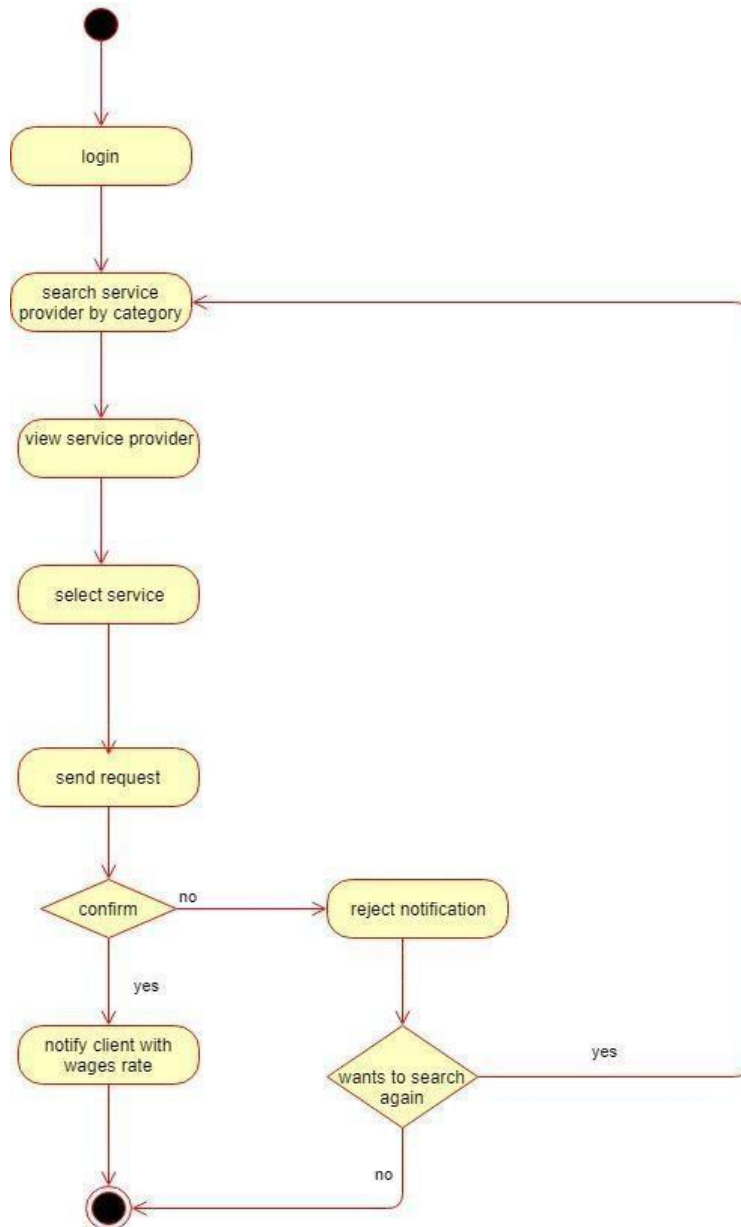 login
search service
provider by category
view service provider
select service
send request
confirm
no
reject notification
yes
notify client with
wages rate
wants to search
again
yes
no